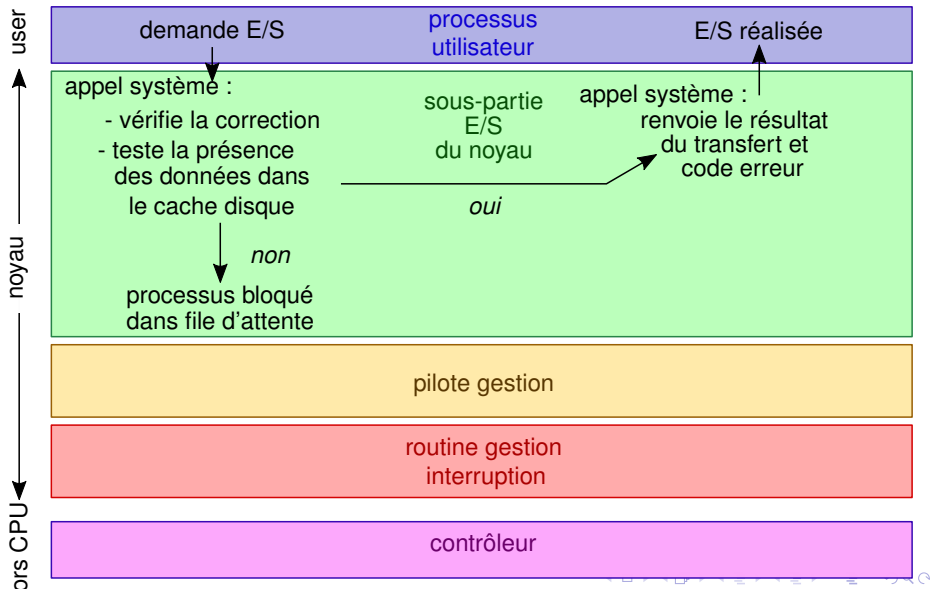 user
demande E/S
processus
utilisateur
E/S réalisée
appel système :
- vérifie la correction
- teste la présence
des données dans
le cache disque
sous-partie
E/S
du noyau
appel système :
renvoie le résultat
du transfert et
code erreur
oui
non
processus bloqué
dans file d'attente
noyau
pilote gestion
routine gestion
interruption
ors CPU
contrôleur